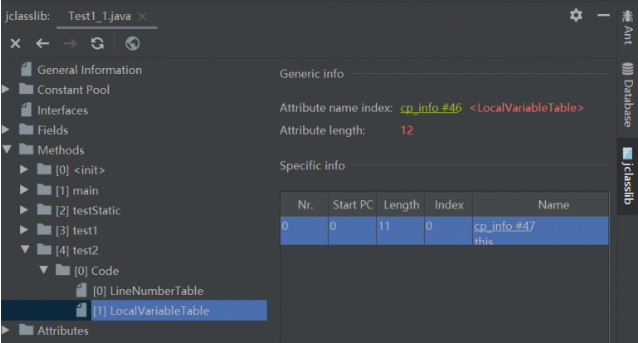 jclasslib: Test1_1.java
General Information
Constant Pool
Interfaces
Fields
Methods
[0] <init>
[1] main
[2] testStatic
[3] test1
[4] test2
[0] Code
[0] LineNumberTable
[1] LocalVariableTable
Attributes
Generic info
Attribute name index: cp_info #46 <LocalVariableTable>
Attribute length: 12
Specific info
Nr. Start PC Length Index Name
0 0 11 0 cp_info #47
this
Ant
Database
jclasslib